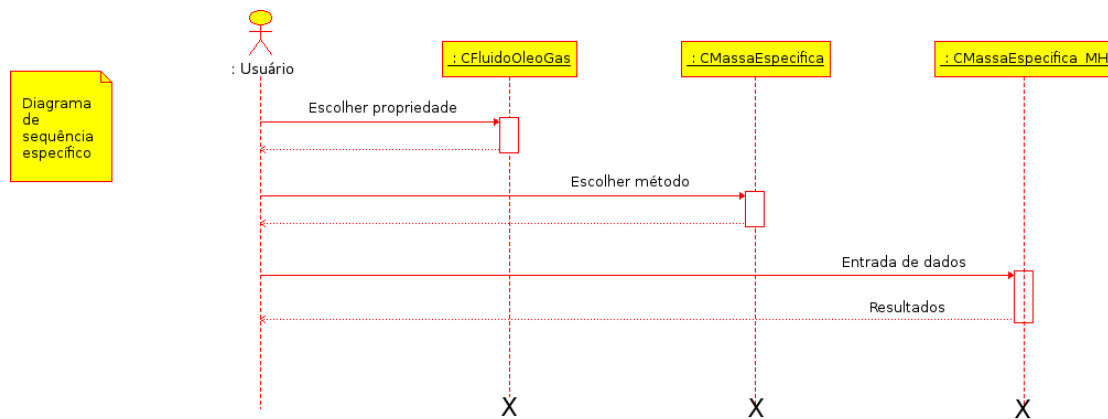 : Usuário
: CFluidoOleoGas
: CMassaEspecifica
: CMassaEspecifica_MH
Diagrama
de
sequência
específico
Escolher propriedade
Escolher método
Entrada de dados
Resultados
X X X